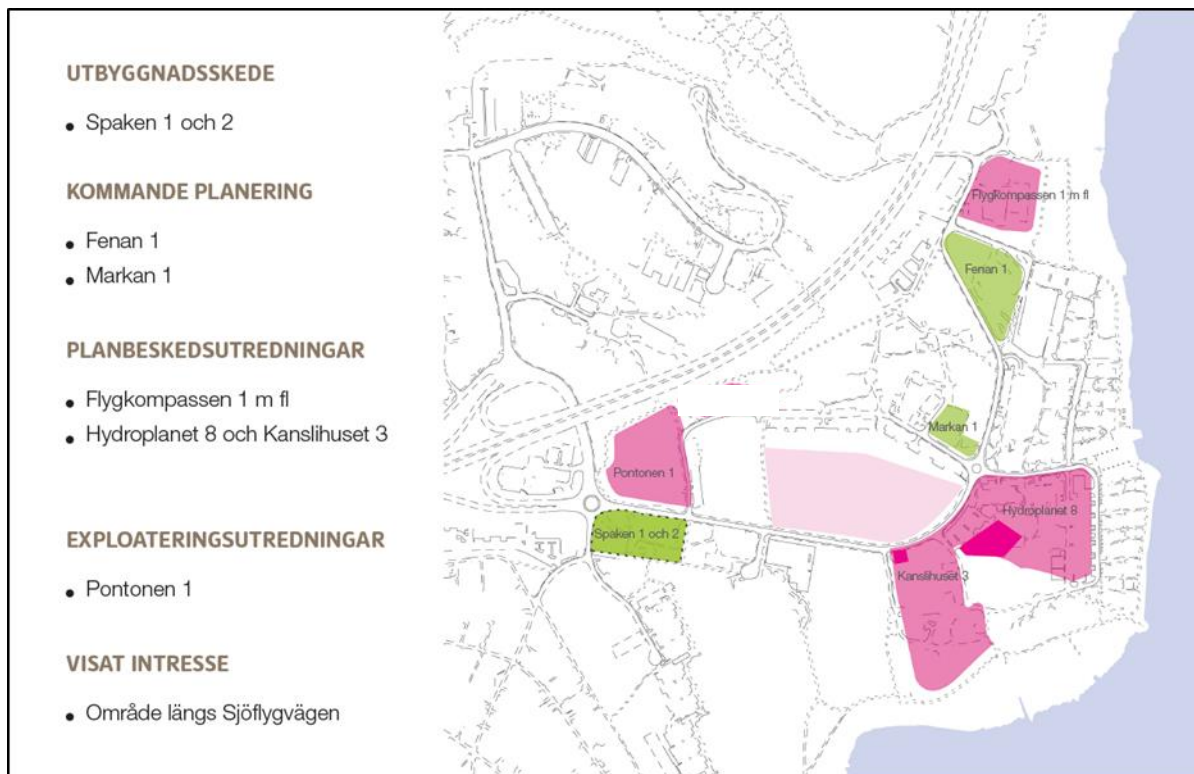 UTBYGGNADSSKEDE
• Spaken 1 och 2
KOMMANDE PLANERING
• Fenan 1
• Markan 1
PLANBESKEDSUTREDNINGAR
• Flygkompassen 1 m fl
• Hydroplanet 8 och Kanslihuset 3
EXPLOATERINGSUTREDNINGAR
• Pontonen 1
VISAT INTRESSE
• Område längs Sjöflygvägen
Flygkompassen 1 m fl
Fenan 1
Markan 1
Pontonen 1
Hydroplanet 8
Spaken 1 och 2
Kanslihuset 3